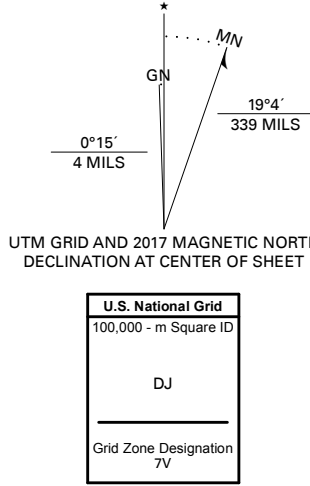 ★
MN
GN
19°4´
339 MILS
0°15´
4 MILS
UTM GRID AND 2017 MAGNETIC NORT
DECLINATION AT CENTER OF SHEET
U.S. National Grid
100,000 - m Square ID
DJ
Grid Zone Designation
7V